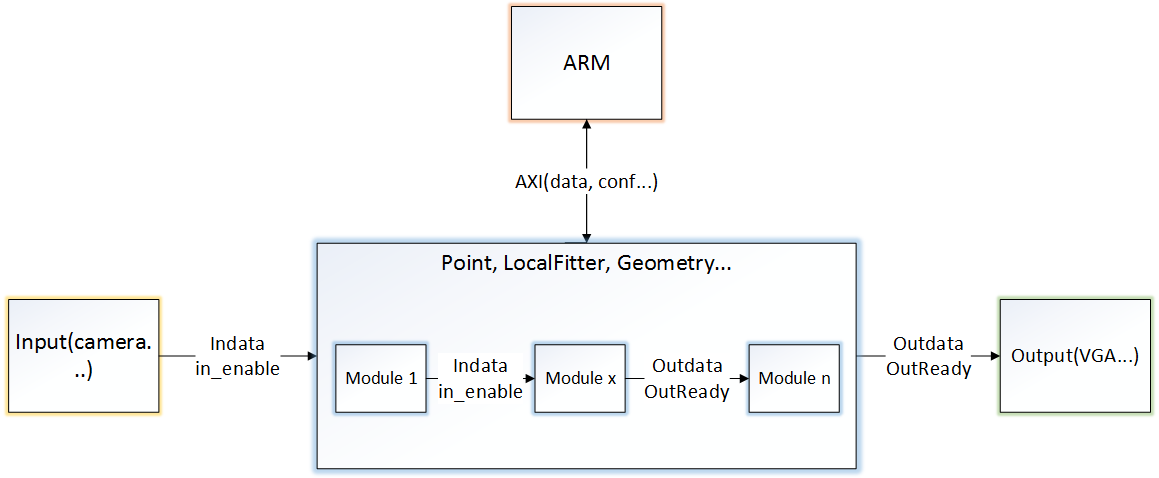 ARM
AXI(data, conf...)
Point, LocalFitter, Geometry...
Input(camera.
..)
Indata
in_enable
Module 1
Indata
in_enable
Module x
Outdata
OutReady
Module n
Outdata
OutReady
Output(VGA...)